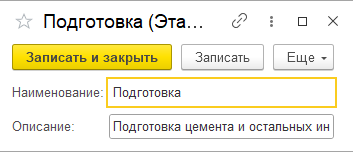 Подготовка (Эта...
Записать и закрыть Записать Еще
Наименование: Подготовка
Описание: Подготовка цемента и остальных ин